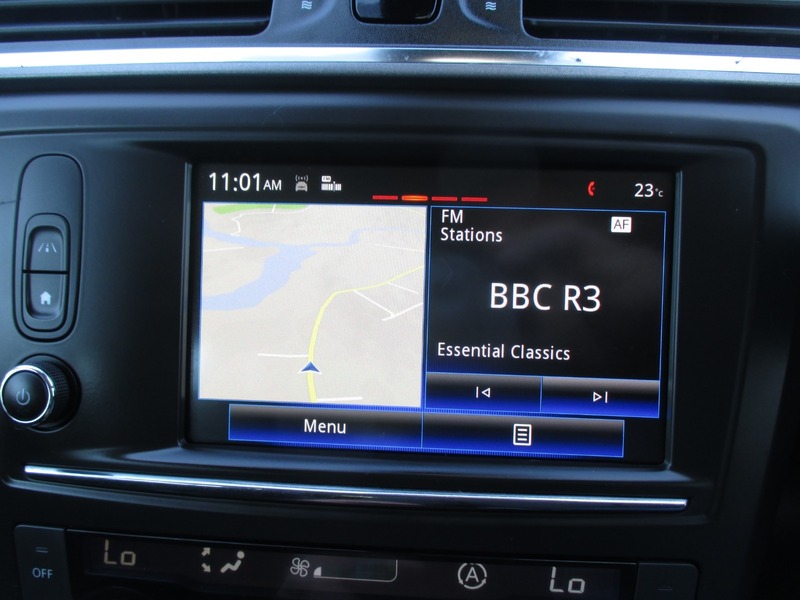 11:01AM
23°C
FM
Stations
AF
BBC R3
Essential Classics
Menu
Lo
OFF
A
Lo